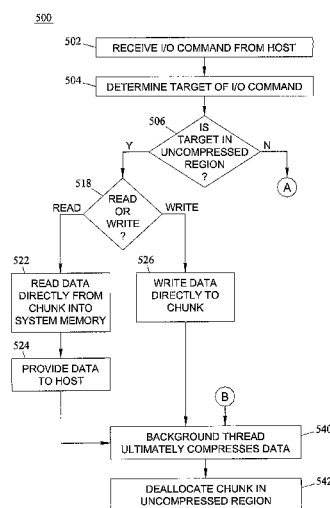 500
502
RECEIVE I/O COMMAND FROM HOST
504
DETERMINE TARGET OF I/O COMMAND
506
IS
TARGET IN
UNCOMPRESSED
REGION
?
Y
N
A
518
READ
OR
WRITE
?
READ
WRITE
522
READ DATA
DIRECTLY FROM
CHUNK INTO
SYSTEM MEMORY
526
WRITE DATA
DIRECTLY TO
CHUNK
524
PROVIDE DATA
TO HOST
B
540
BACKGROUND THREAD
ULTIMATELY COMPRESSES DATA
542
DEALLOCATE CHUNK IN
UNCOMPRESSED REGION